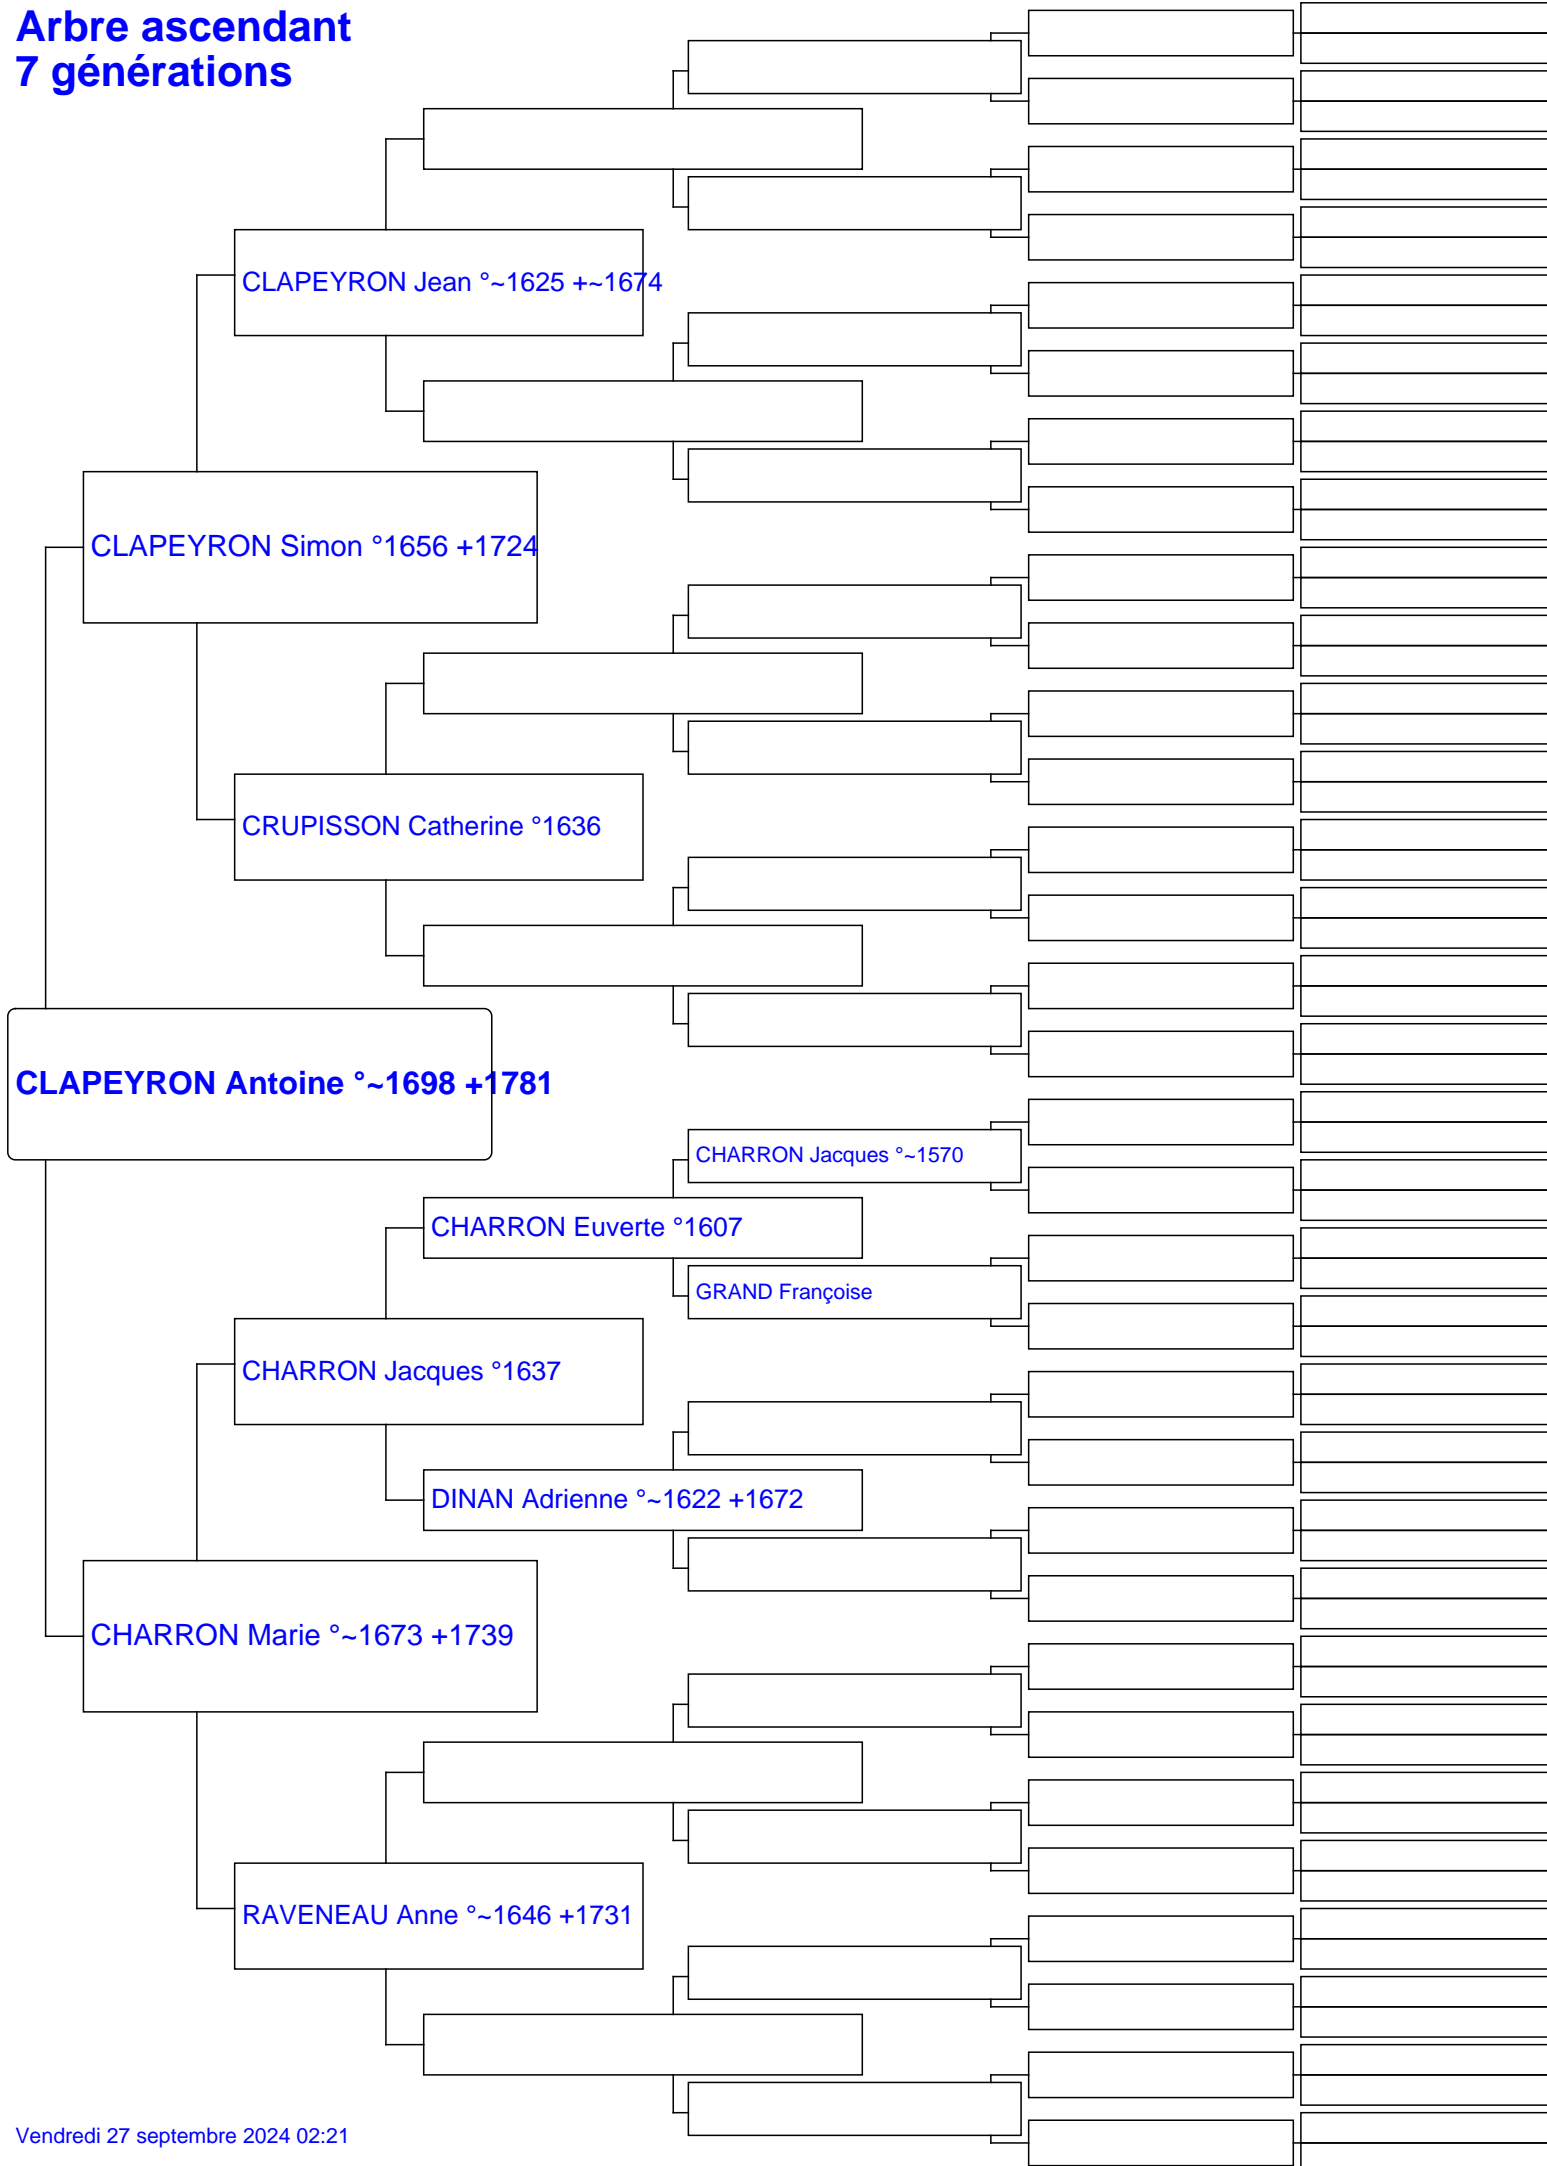 Arbre ascendant
7 générations
CLAPEYRON Jean °~1625 +~1674
CLAPEYRON Simon °1656 +1724
CRUPISSON Catherine °1636
CLAPEYRON Antoine °~1698 +1781
CHARRON Jacques °~1570
CHARRON Euverte °1607
GRAND Françoise
CHARRON Jacques °1637
DINAN Adrienne °~1622 +1672
CHARRON Marie °~1673 +1739
RAVENEAU Anne °~1646 +1731
Vendredi 27 septembre 2024 02:21